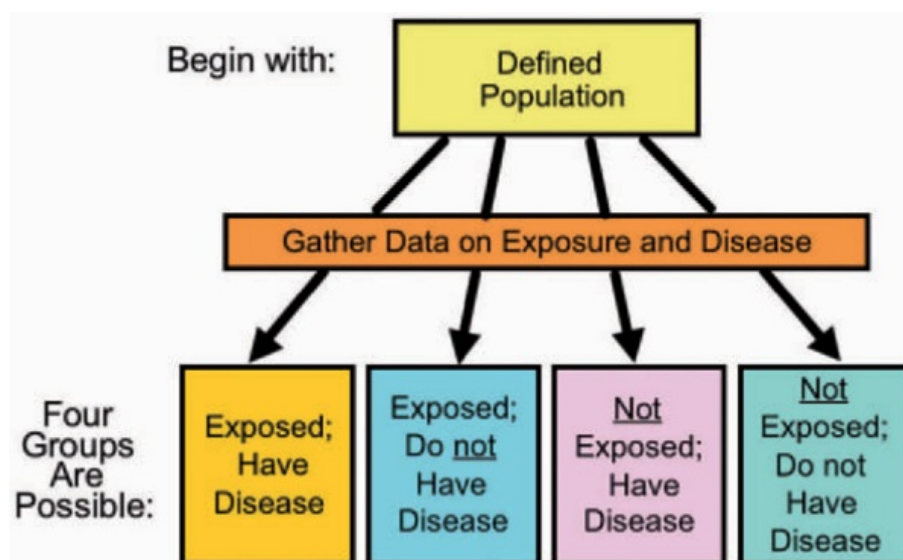 Begin with:
Defined
Population
Gather Data on Exposure and Disease
Four
Groups
Are
Possible:
Exposed;
Have
Disease
Exposed;
Do not
Have
Disease
Not
Exposed;
Have
Disease
Not
Exposed;
Do not
Have
Disease